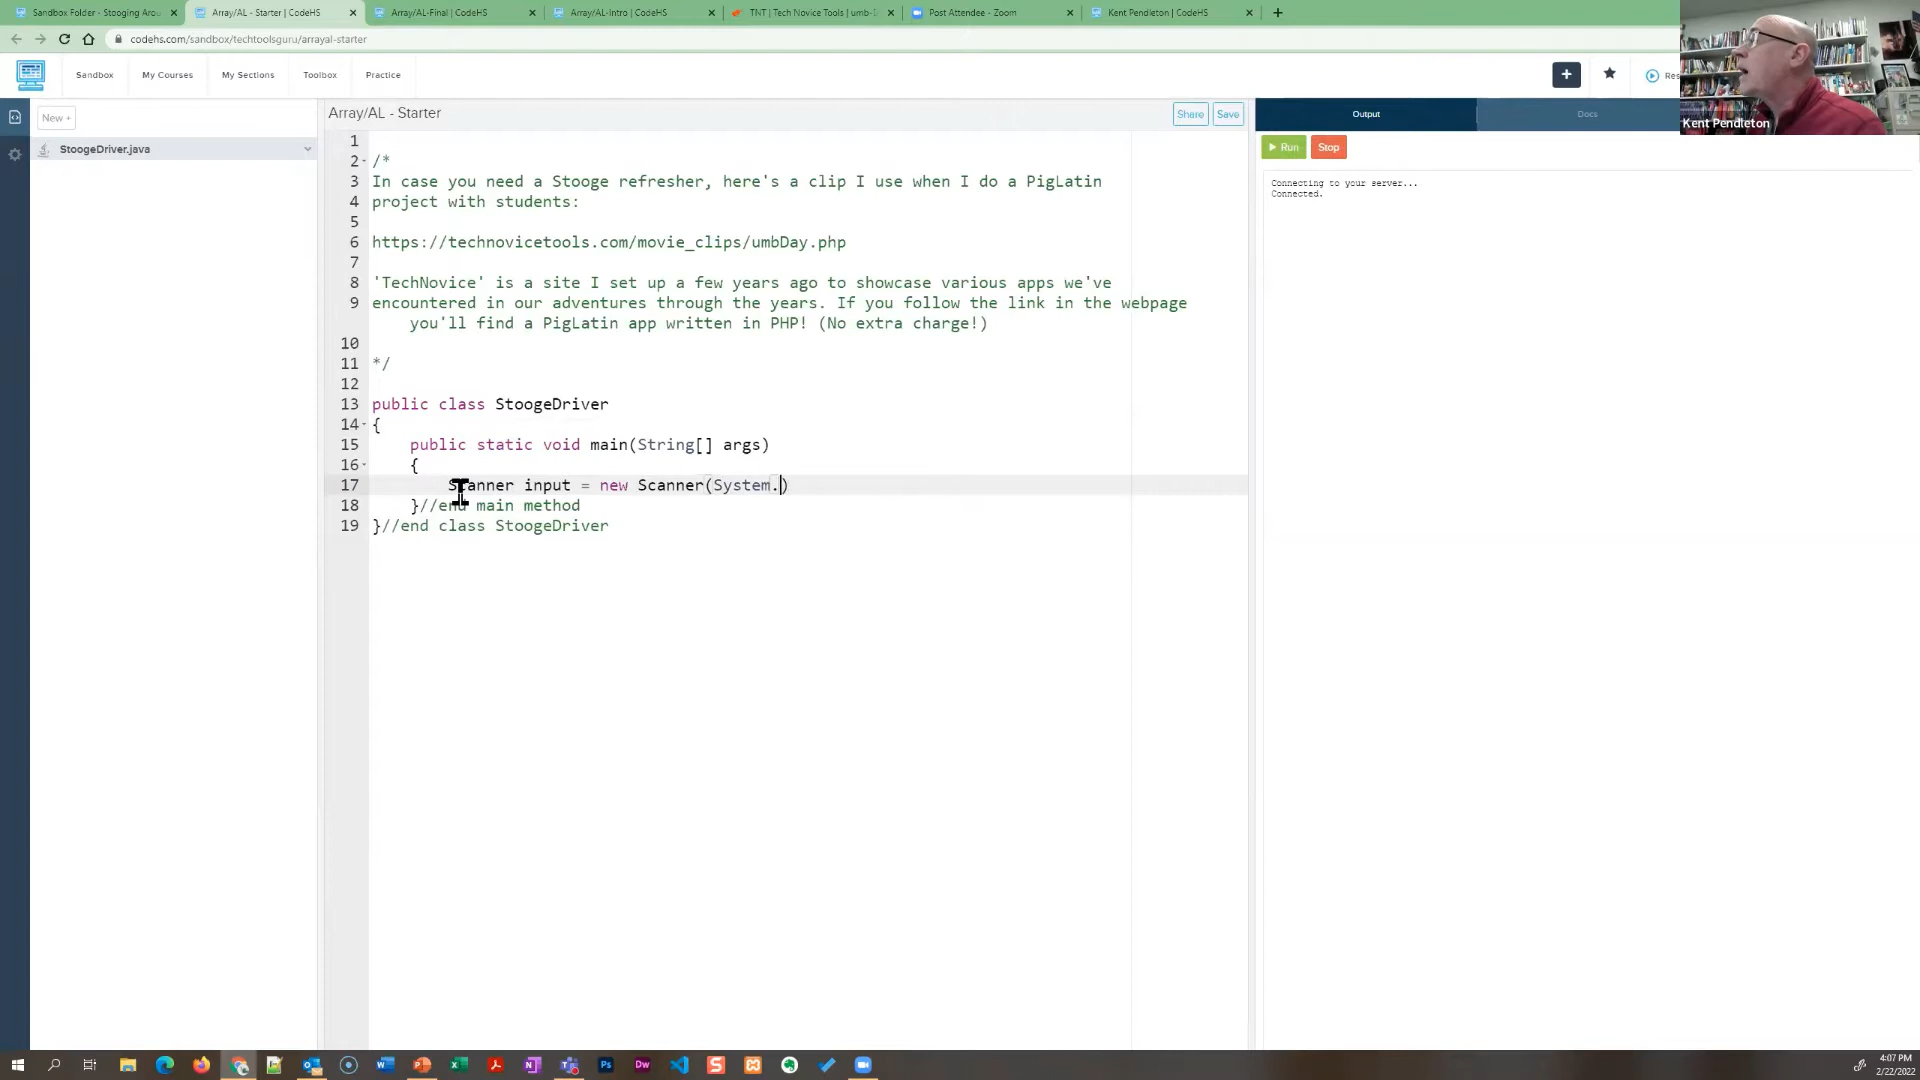 Sandbox Folder - Stooging Arou
Array/AL - Starter | CodeHS
Array/AL-Final | CodeHS
Array/AL-Intro | CodeHS
TNT | Tech Novice Tools | umb-
Post Attendee - Zoom
Kent Pendleton | CodeHS
codehs.com/sandbox/techtoolsguru/arrayal-starter
Sandbox
My Courses
My Sections
Toolbox
Practice
Res
Kent Pendleton
New +
StoogeDriver.java
Array/AL - Starter
Share
Save
Output
Docs
Run
Stop
Connecting to your server...
Connected.
1
2 /*
3 In case you need a Stooge refresher, here's a clip I use when I do a PigLatin
4 project with students:
5
6 https://technovicetools.com/movie_clips/umbDay.php
7
8 'TechNovice' is a site I set up a few years ago to showcase various apps we've
9 encountered in our adventures through the years. If you follow the link in the webpage
you'll find a PigLatin app written in PHP! (No extra charge!)
10
11 */
12
13 public class StoogeDriver
14 {
15 public static void main(String[] args)
16 {
17 Scanner input = new Scanner(System.)
18 }//end main method
19 }//end class StoogeDriver
4:07 PM
2/22/2022